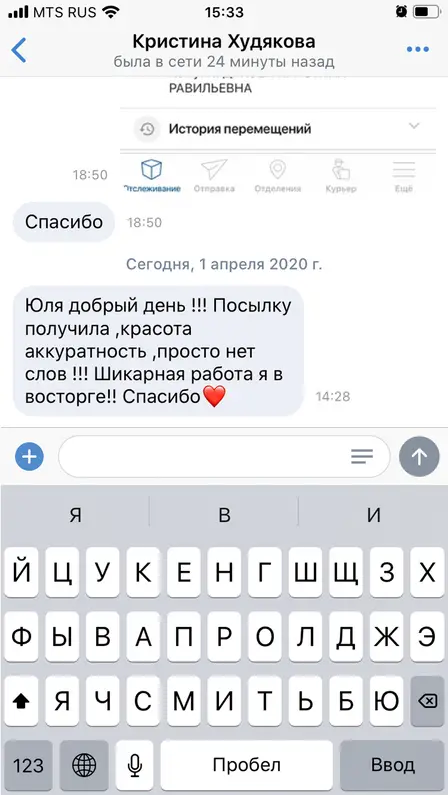 MTS RUS 15:33
Кристина Худякова
была в сети 24 минуты назад
РАВИЛЬЕВНА
История перемещений
18:50
Отслеживание Отправка Отделения Курьер Ещё
Спасибо 18:50
Сегодня, 1 апреля 2020 г.
Юля добрый день !!! Посылку
получила ,красота
аккуратность ,просто нет
слов !!! Шикарная работа я в
восторге!! Спасибо❤️ 14:28
Я В И
Й Ц У К Е Н Г Ш Щ З Х
Ф Ы В А П Р О Л Д Ж Э
Я Ч С М И Т Ь Б Ю
123 Пробел Ввод